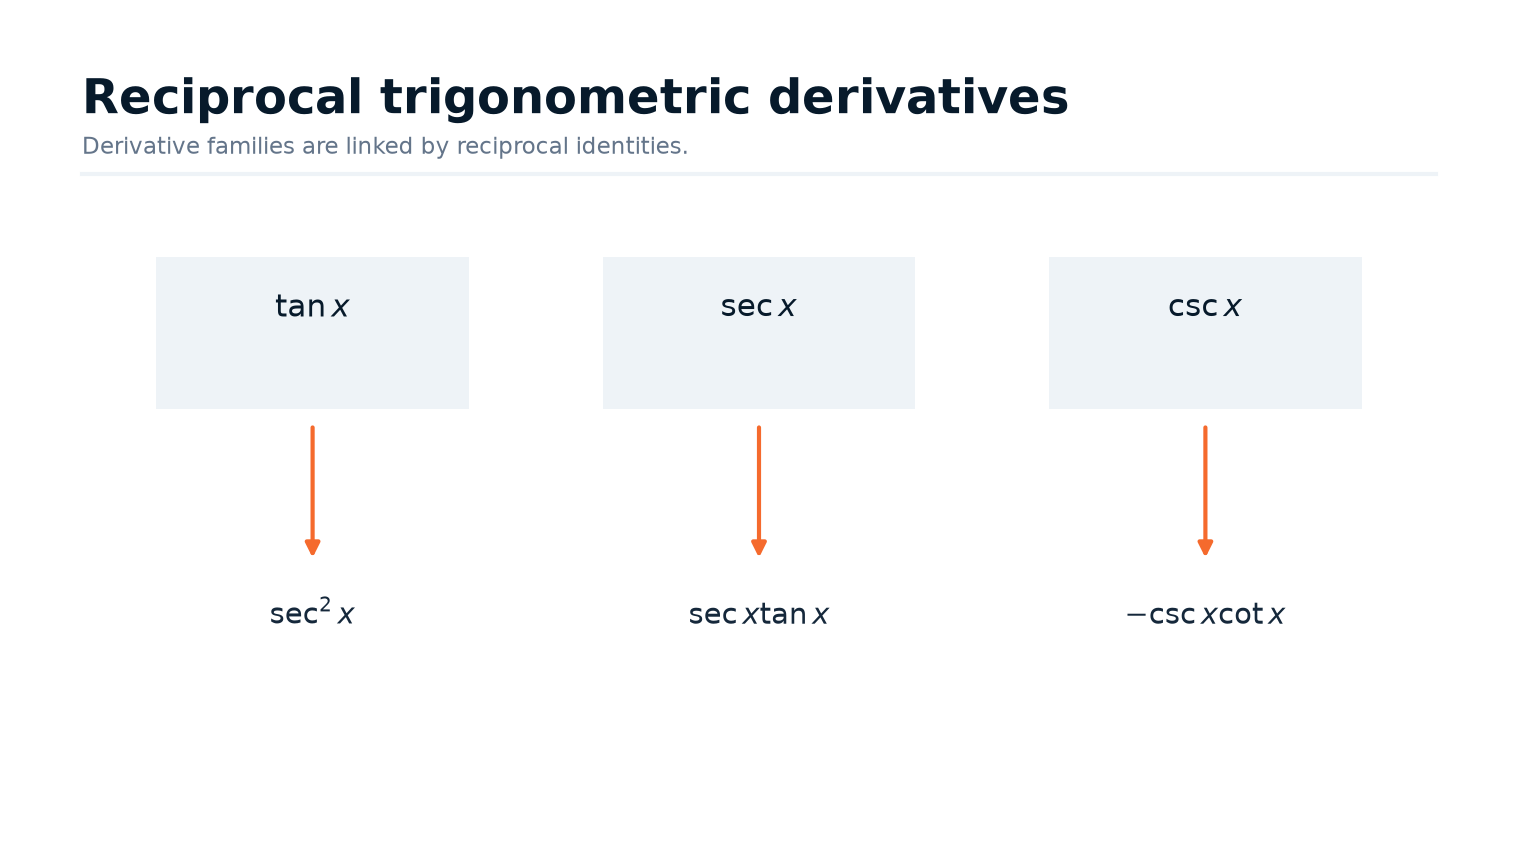 Reciprocal trigonometric derivatives
Derivative families are linked by reciprocal identities.
tan x
sec x
csc x
sec² x
sec x tan x
−csc x cot x